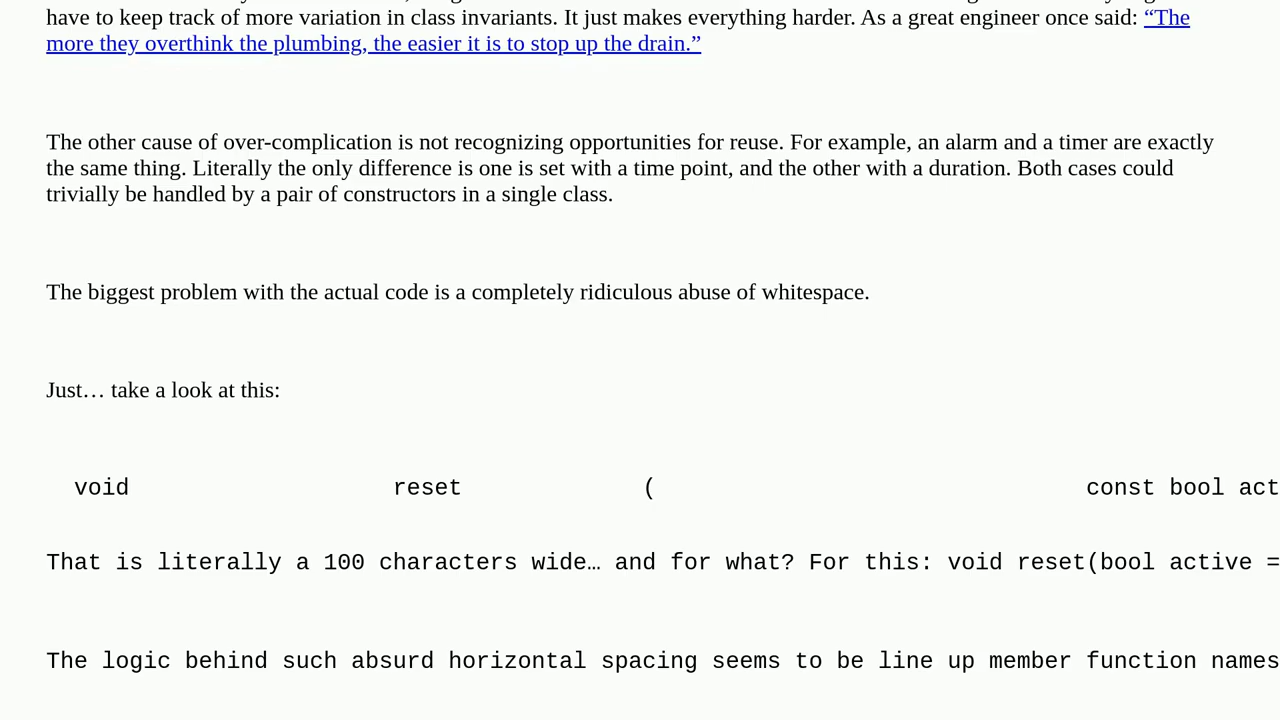 have to keep track of more variation in class invariants. It just makes everything harder. As a great engineer once said: “The
more they overthink the plumbing, the easier it is to stop up the drain.”
The other cause of over-complication is not recognizing opportunities for reuse. For example, an alarm and a timer are exactly
the same thing. Literally the only difference is one is set with a time point, and the other with a duration. Both cases could
trivially be handled by a pair of constructors in a single class.
The biggest problem with the actual code is a completely ridiculous abuse of whitespace.
Just… take a look at this:
void                   reset             (                               const bool act
That is literally a 100 characters wide… and for what? For this: void reset(bool active =
The logic behind such absurd horizontal spacing seems to be line up member function names